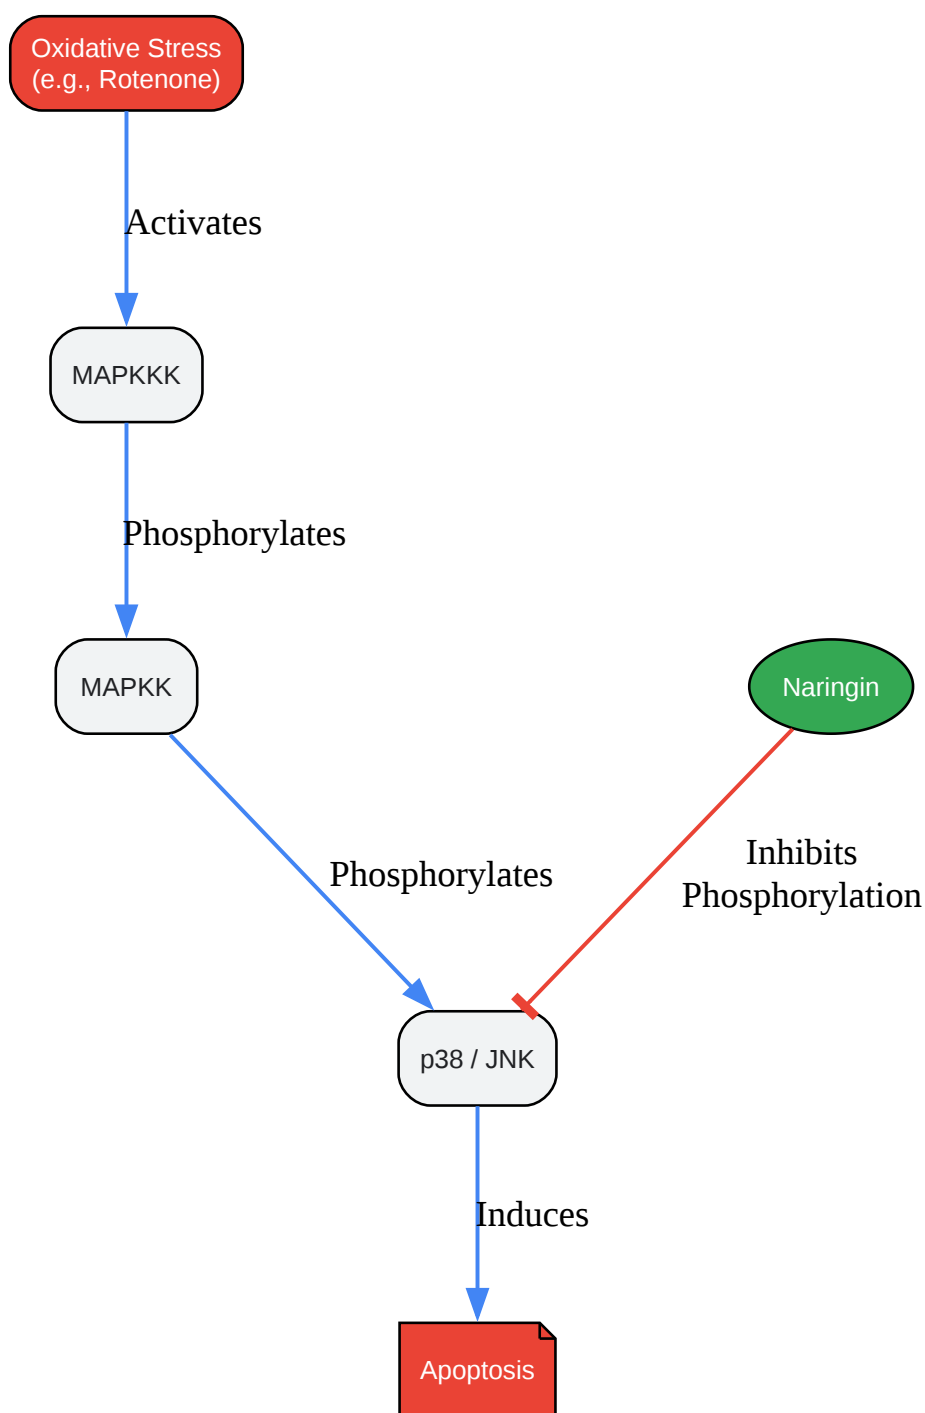 Oxidative Stress
(e.g., Rotenone)
Activates
MAPKKK
Phosphorylates
MAPKK
Naringin
Phosphorylates
Inhibits
Phosphorylation
p38 / JNK
Induces
Apoptosis